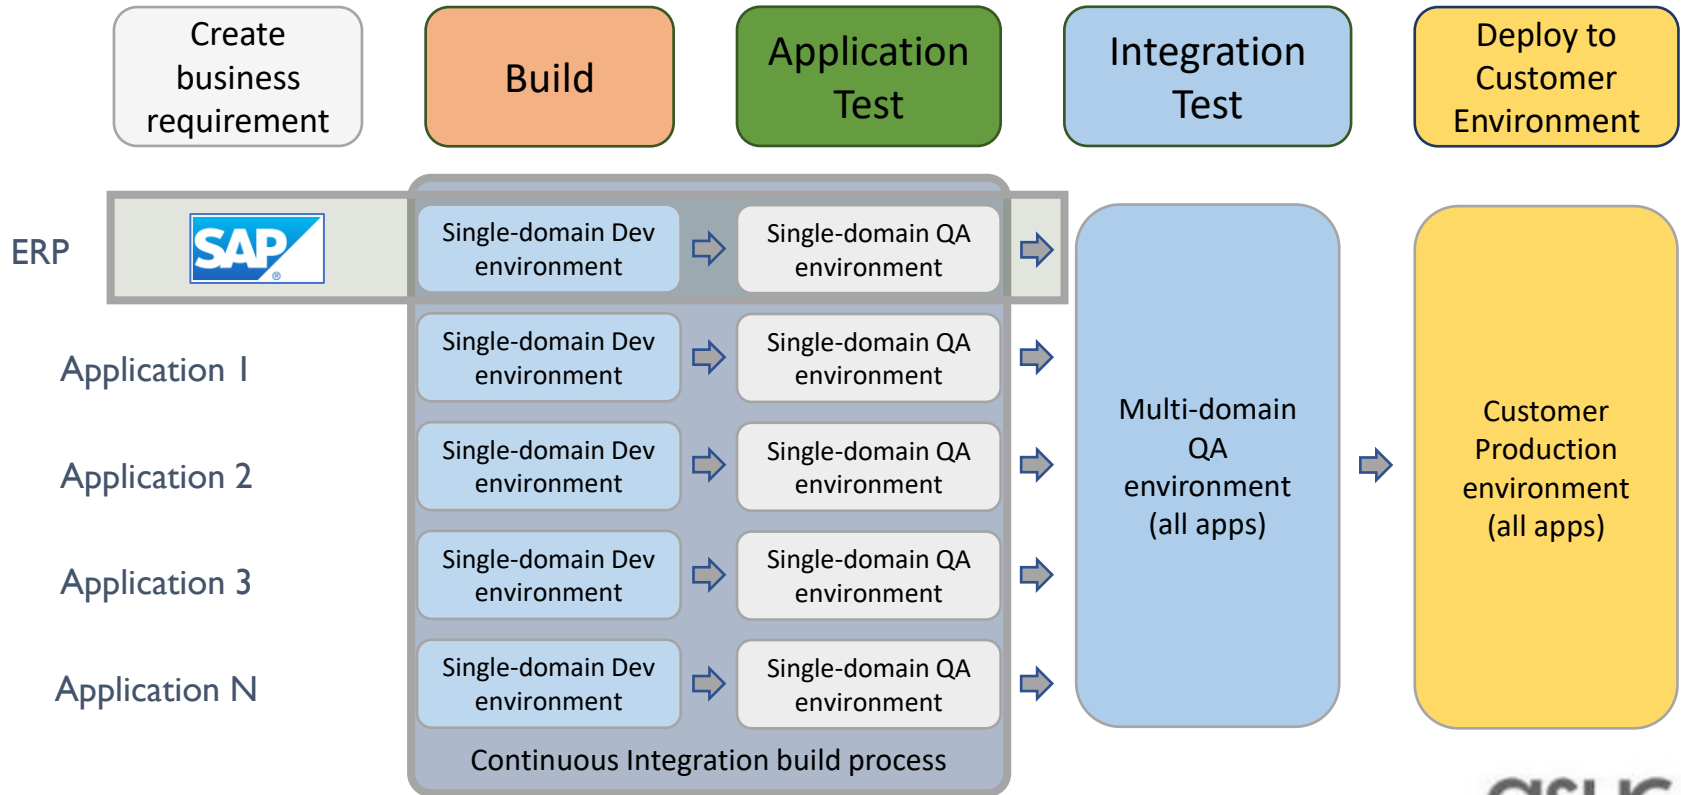 Create
business
requirement
Build
Application
Test
Integration
Test
Deploy to
Customer
Environment
ERP
SAP
®
Single-domain Dev
environment
Single-domain QA
environment
Application 1
Single-domain Dev
environment
Single-domain QA
environment
Application 2
Single-domain Dev
environment
Single-domain QA
environment
Application 3
Single-domain Dev
environment
Single-domain QA
environment
Application N
Single-domain Dev
environment
Single-domain QA
environment
Multi-domain
QA
environment
(all apps)
Customer
Production
environment
(all apps)
Continuous Integration build process